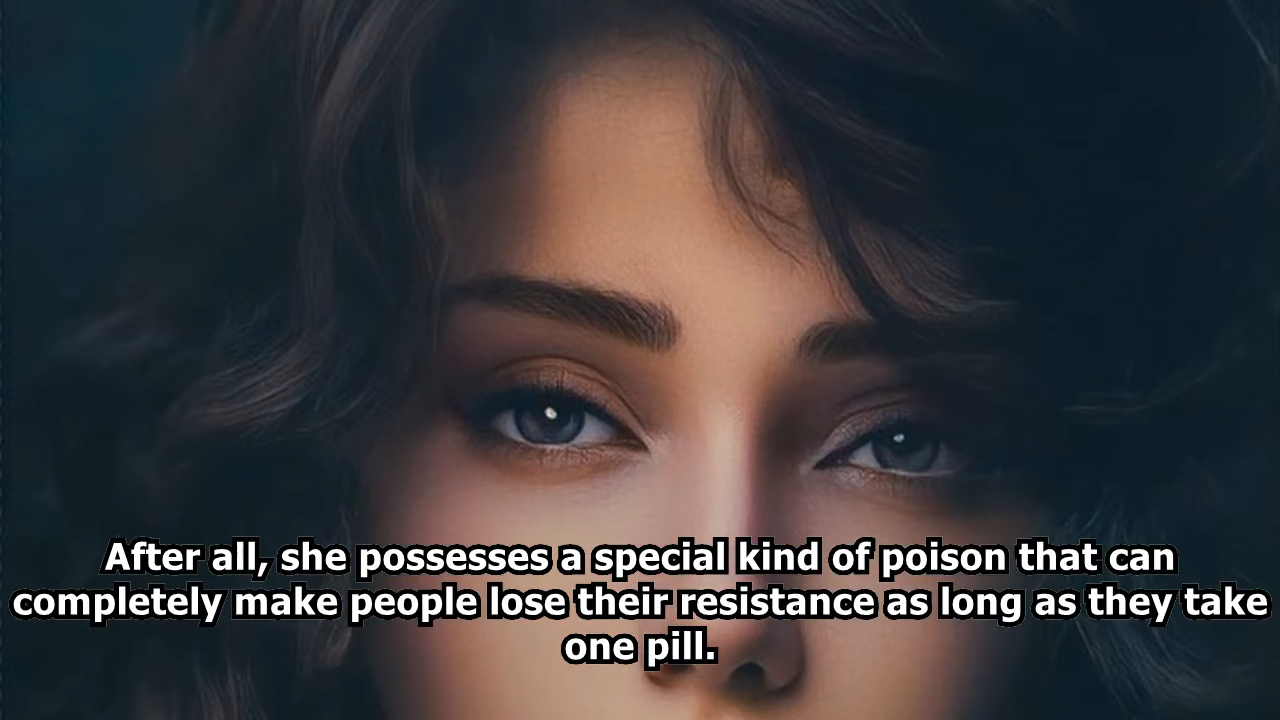 After all, she possesses a special kind of poison that can
completely make people lose their resistance as long as they take
one pill.